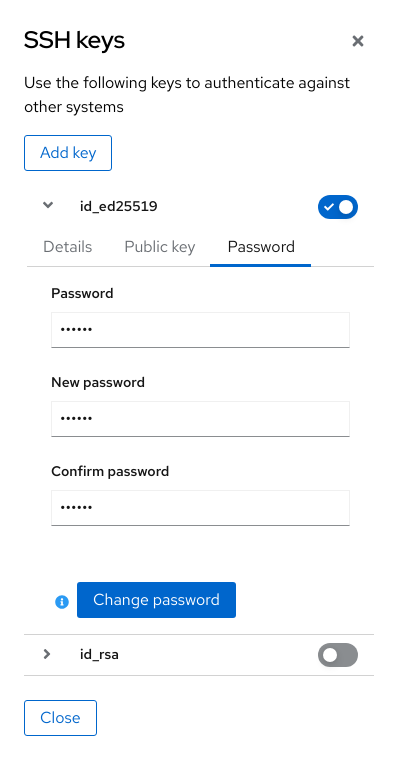 SSH keys
Use the following keys to authenticate against
other systems
Add key
id_ed25519
Details Public key Password
Password
••••••
New password
••••••
Confirm password
••••••
Change password
id_rsa
Close